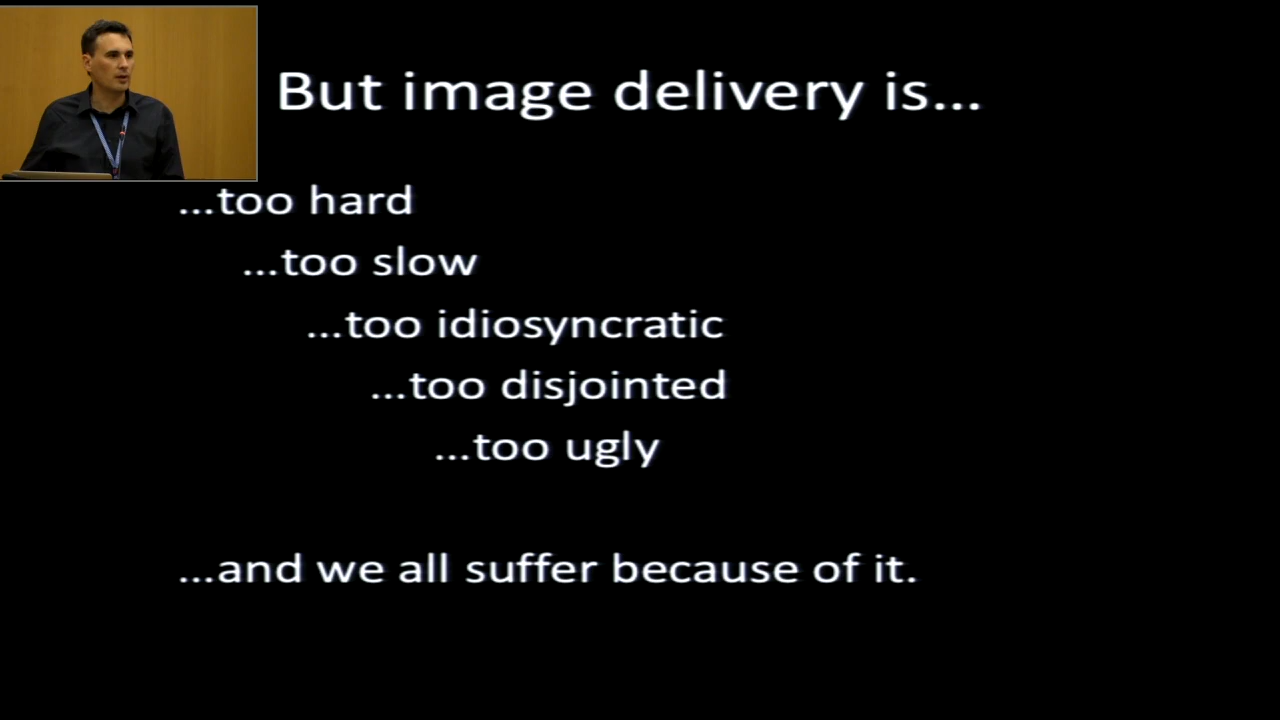 But image delivery is...
...too hard
...too slow
...too idiosyncratic
...too disjointed
...too ugly
...and we all suffer because of it.